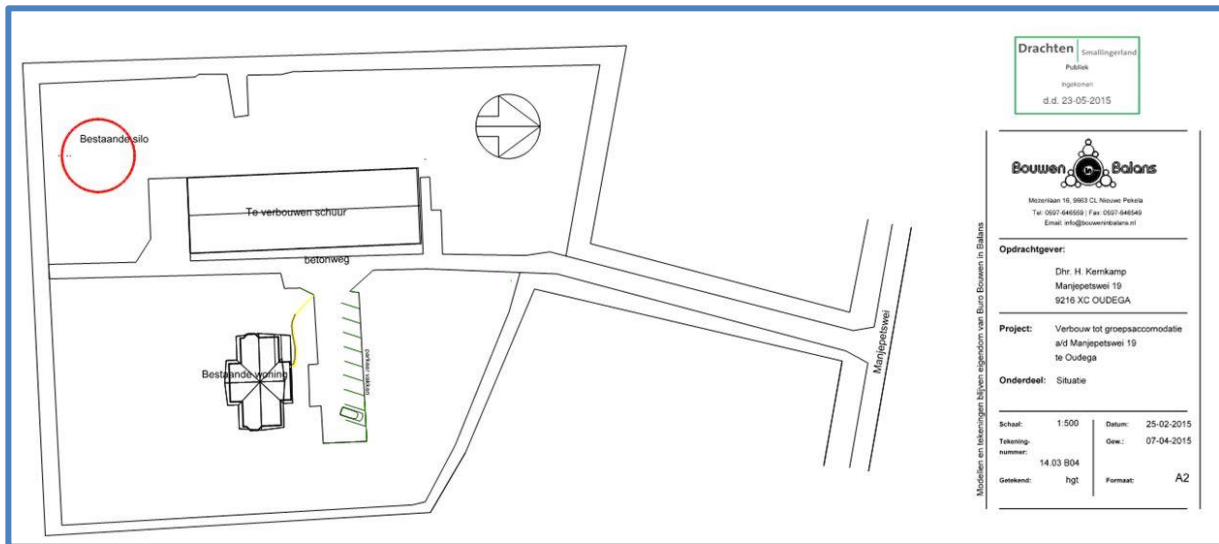 Bestaande silo
Te verbouwen schuur
betonweg
Bestaande woning
parkeer vakken
Manjepetswei
Drachten Smallingerland
Publiek
Ingekomen
d.d. 23-05-2015
Modellen en tekeningen blijven eigendom van Buro Bouwen in Balans
Bouwen in Balans
Mezenlaan 16, 9663 CL Nieuwe Pekela
Tel: 0597-646559 | Fax: 0597-646549
Email: info@bouweninbalans.nl
Opdrachtgever:
Dhr. H. Kernkamp
Manjepetswei 19
9216 XC OUDEGA
Project: Verbouw tot groepsaccomodatie
a/d Manjepetswei 19
te Oudega
Onderdeel: Situatie
Schaal: 1:500 Datum: 25-02-2015
Tekening- Gew.: 07-04-2015
nummer:
14.03 B04
Getekend: hgt Formaat: A2